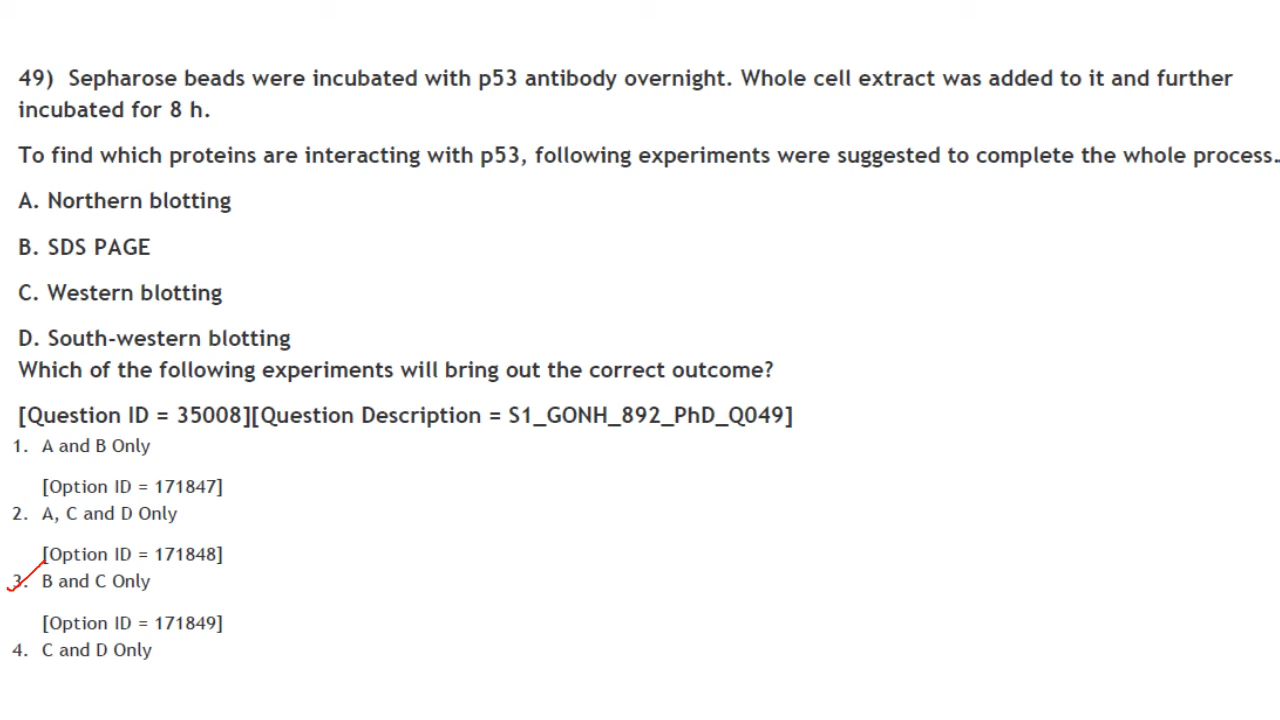 49) Sepharose beads were incubated with p53 antibody overnight. Whole cell extract was added to it and further
incubated for 8 h.
To find which proteins are interacting with p53, following experiments were suggested to complete the whole process.
A. Northern blotting
B. SDS PAGE
C. Western blotting
D. South-western blotting
Which of the following experiments will bring out the correct outcome?
[Question ID = 35008][Question Description = S1_GONH_892_PhD_Q049]
1. A and B Only
[Option ID = 171847]
2. A, C and D Only
[Option ID = 171848]
3. B and C Only
[Option ID = 171849]
4. C and D Only